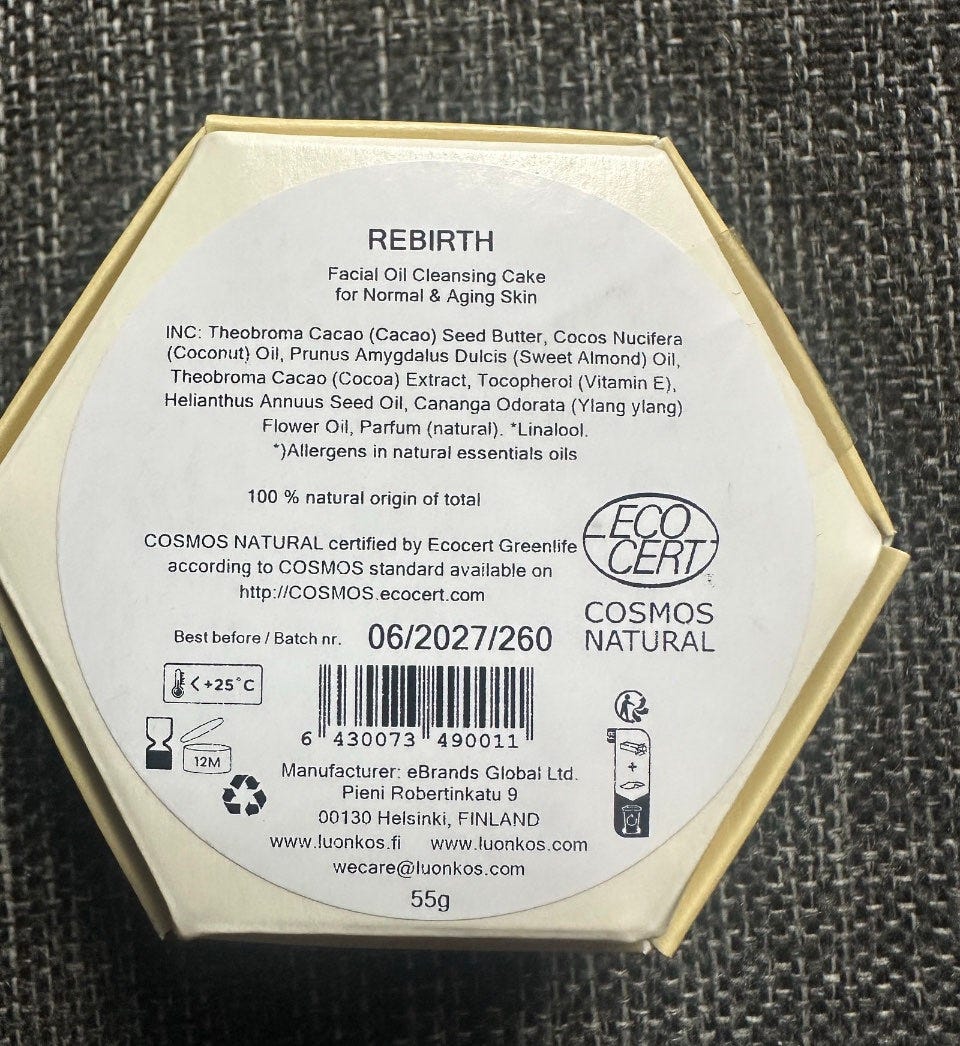 REBIRTH
Facial Oil Cleansing Cake
for Normal & Aging Skin
INC: Theobroma Cacao (Cacao) Seed Butter, Cocos Nucifera
(Coconut) Oil, Prunus Amygdalus Dulcis (Sweet Almond) Oil,
Theobroma Cacao (Cocoa) Extract, Tocopherol (Vitamin E),
Helianthus Annuus Seed Oil, Cananga Odorata (Ylang ylang)
Flower Oil, Parfum (natural). *Linalool.
*)Allergens in natural essentials oils
100 % natural origin of total
COSMOS NATURAL certified by Ecocert Greenlife
according to COSMOS standard available on
http://COSMOS.ecocert.com
ECO
CERT
COSMOS
NATURAL
Best before / Batch nr. 06/2027/260
< +25°C
12M
6 430073 490011
+
Manufacturer: eBrands Global Ltd.
Pieni Robertinkatu 9
00130 Helsinki, FINLAND
www.luonkos.fi www.luonkos.com
wecare@luonkos.com
55g